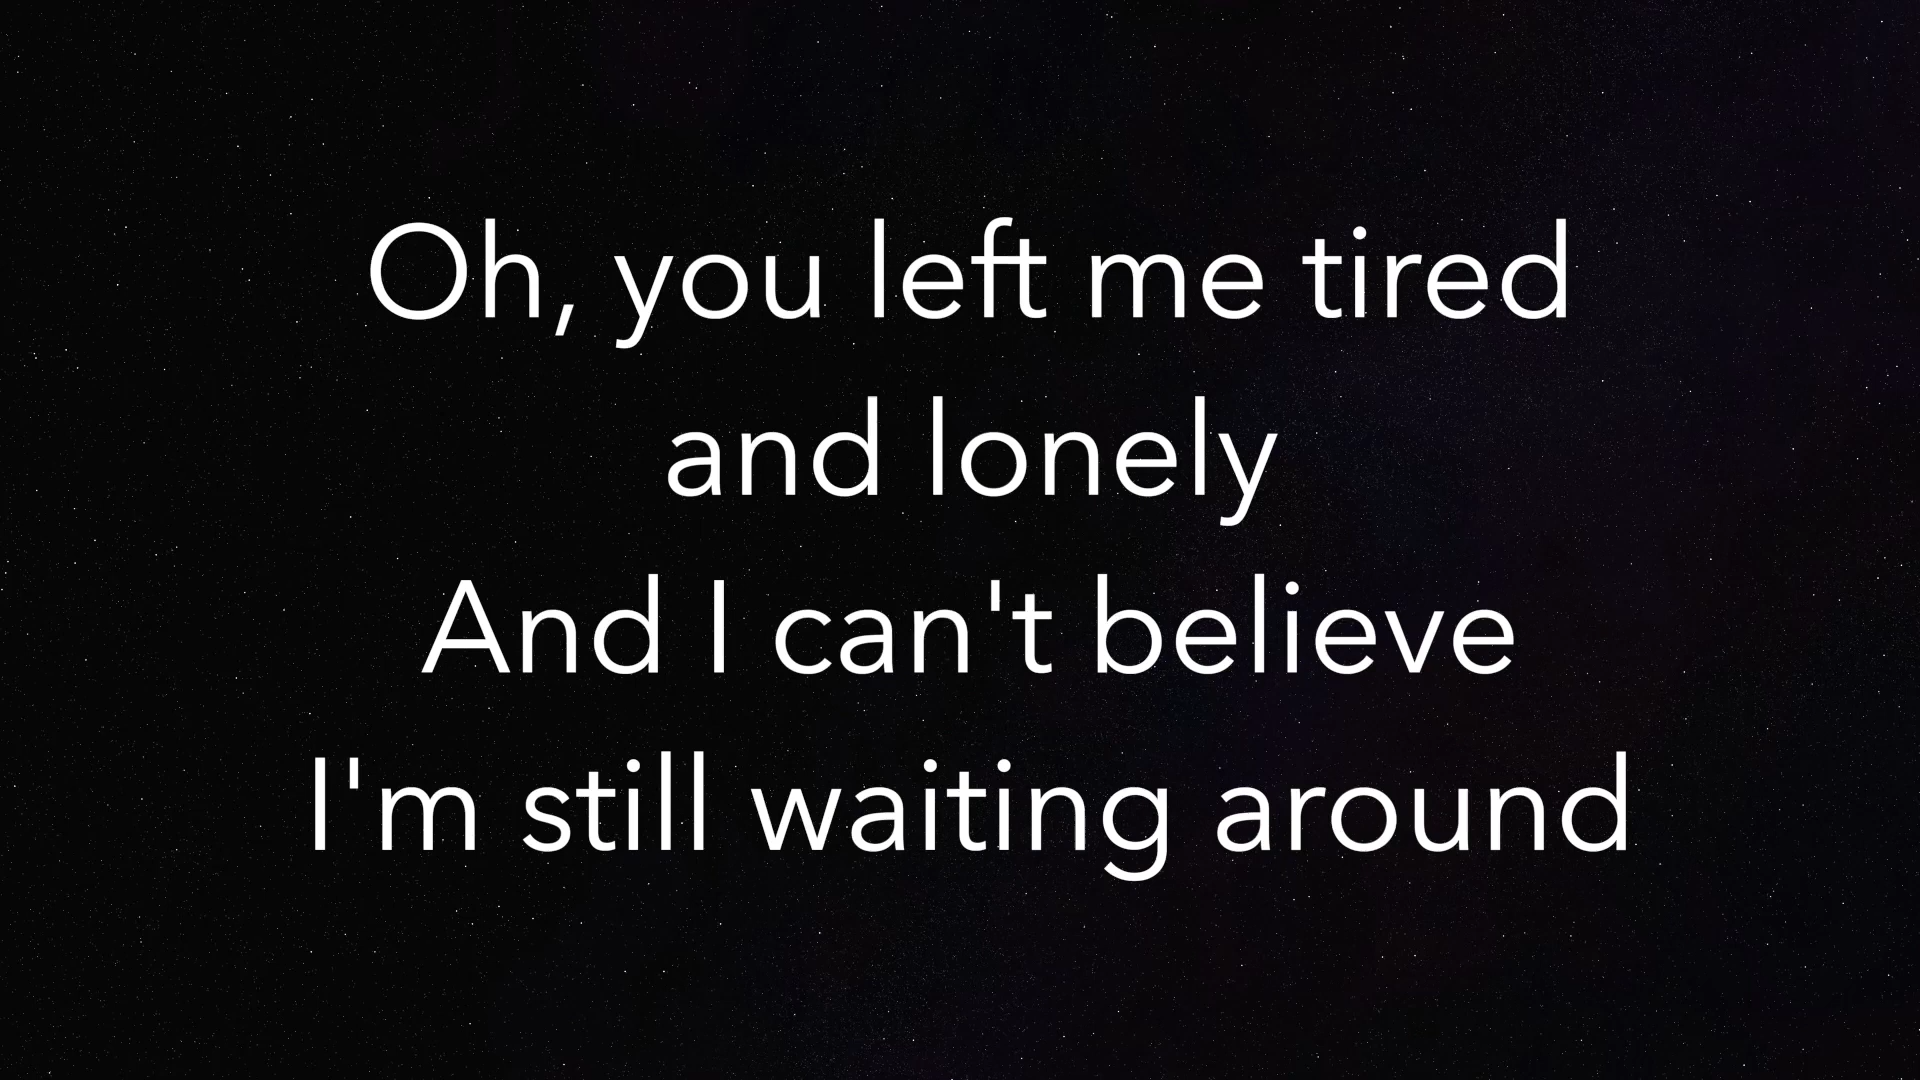 Oh, you left me tired
and lonely
And I can't believe
I'm still waiting around